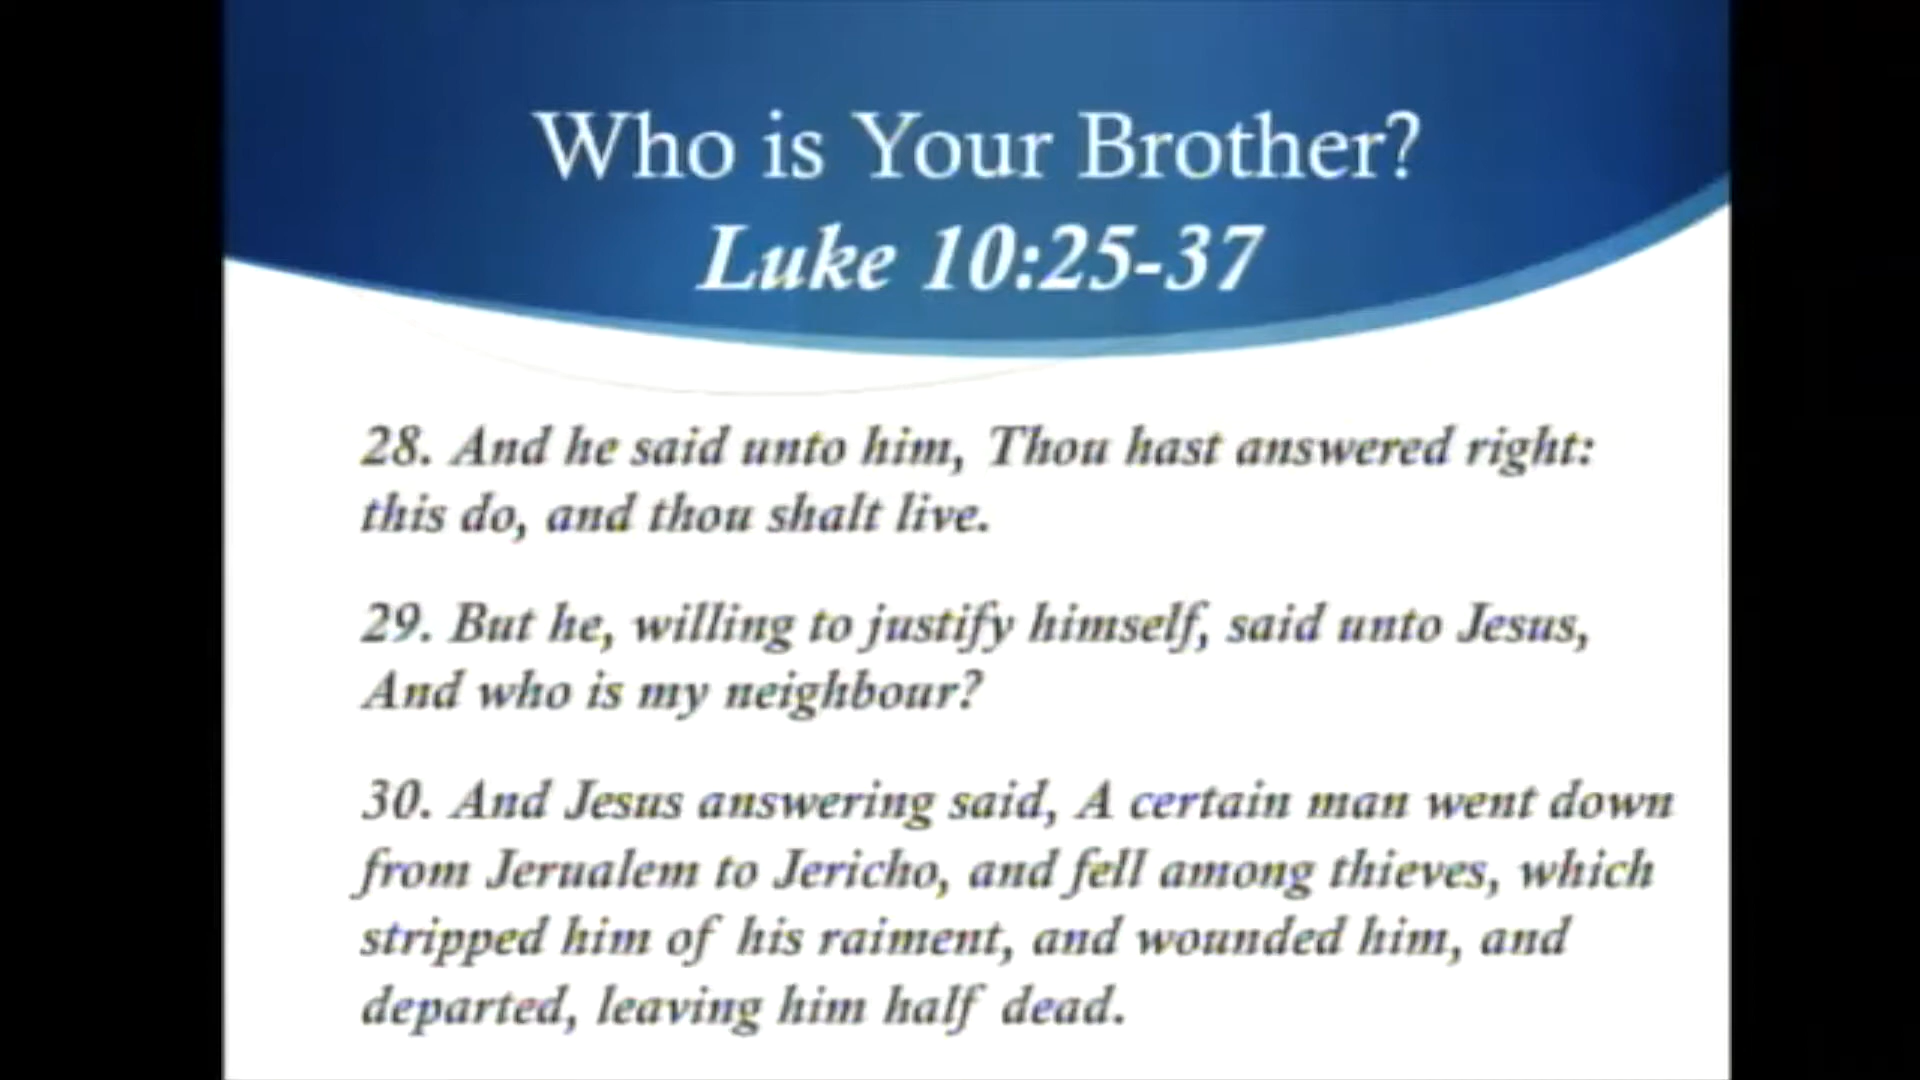 Who is Your Brother?
Luke 10:25-37
28. And he said unto him, Thou hast answered right:
this do, and thou shalt live.
29. But he, willing to justify himself, said unto Jesus,
And who is my neighbour?
30. And Jesus answering said, A certain man went down
from Jerualem to Jericho, and fell among thieves, which
stripped him of his raiment, and wounded him, and
departed, leaving him half dead.